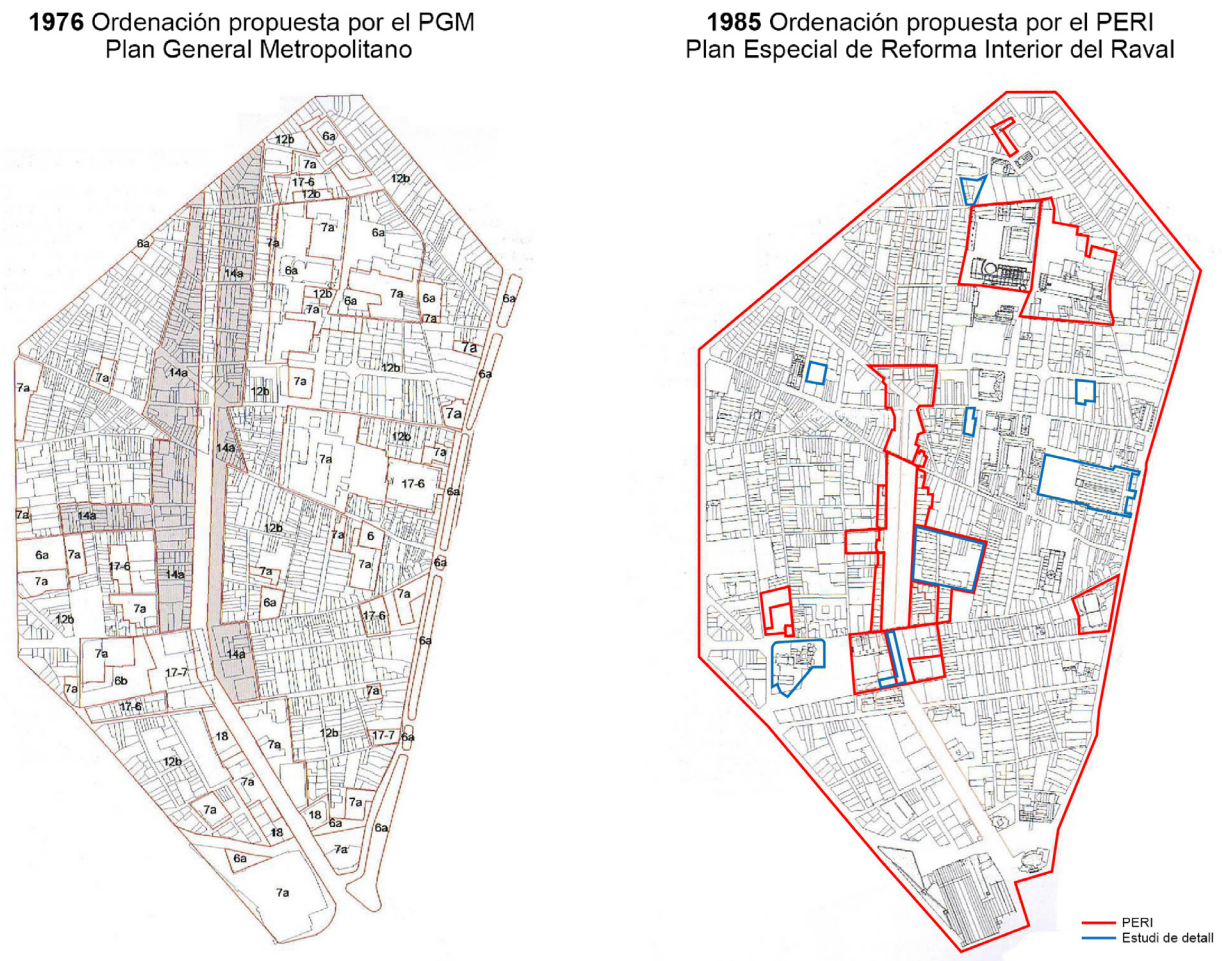 1976 Ordenación propuesta por el PGM
Plan General Metropolitano
1985 Ordenación propuesta por el PERI
Plan Especial de Reforma Interior del Raval
12b
6a
7a
12b
17-6
12b
7a
6a
6a
7a
14a
6a
12b
7a
6a
7a
6a
7a
6a
7a
6a
7a
14a
7a
12b
7a
12b
6a
7a
14a
7a
12b
7a
17-6
6a
7a
14a
12b
7a
6
6a
7a
17-6
14a
7a
7a
6a
7a
12b
7a
6a
17-6
7a
6a
7a
6b
17-7
14a
7a
17-6
7a
12b
18
7a
12b
17-7
6a
7a
7a
18
18
7a
6a
6a
7a
6a
7a
PERI
Estudi de detall